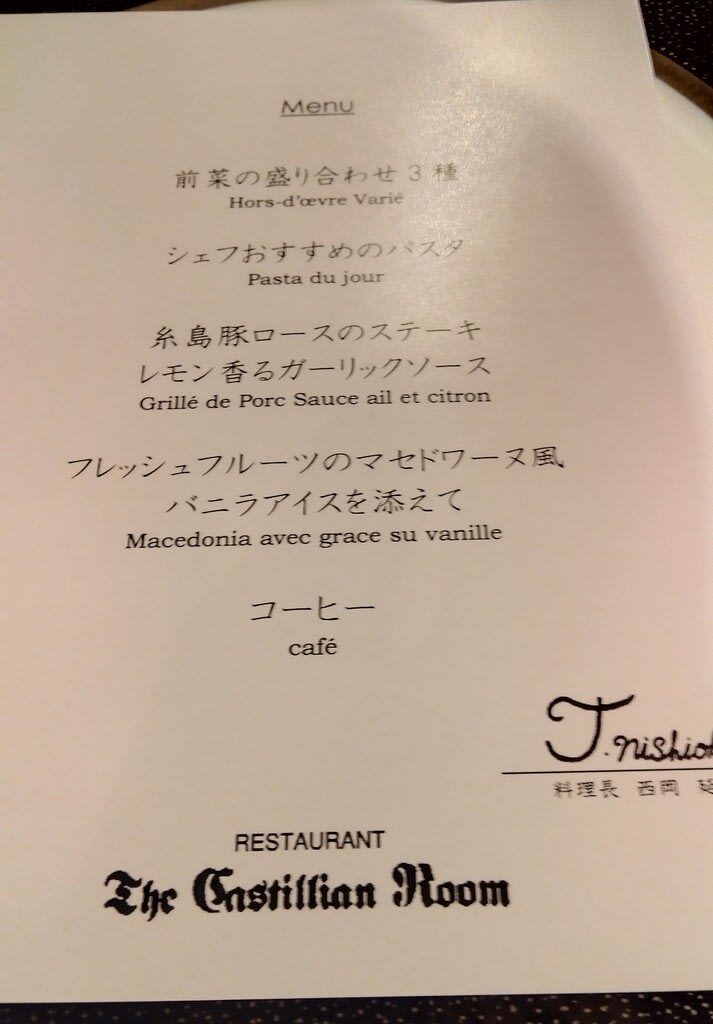 Menu
前菜の盛り合わせ3種
Hors-d'œvre Varié
シェフおすすめのパスタ
Pasta du jour
糸島豚ロースのステーキ
レモン香るガーリックソース
Grillé de Porc Sauce ail et citron
フレッシュフルーツのマセドワーヌ風
バニラアイスを添えて
Macedonia avec grace su vanille
コーヒー
café
T.
料理長 西岡
RESTAURANT
The Castillian Room